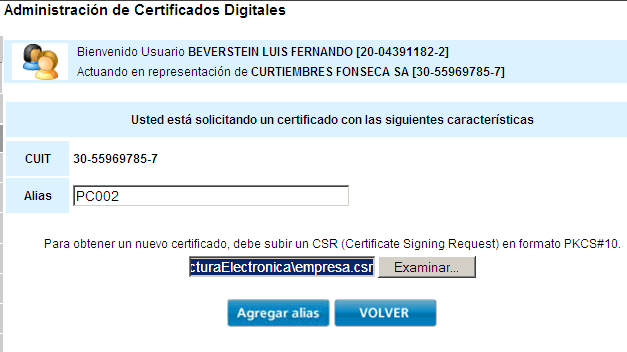 Administración de Certificados Digitales
Bienvenido Usuario BEVERSTEIN LUIS FERNANDO [20-04391182-2]
Actuando en representación de CURTIEMBRES FONSECA SA [30-55969785-7]
Usted está solicitando un certificado con las siguientes características
CUIT 30-55969785-7
Alias PC002
Para obtener un nuevo certificado, debe subir un CSR (Certificate Signing Request) en formato PKCS#10.
cturaElectronica\empresa.csr Examinar...
Agregar alias VOLVER